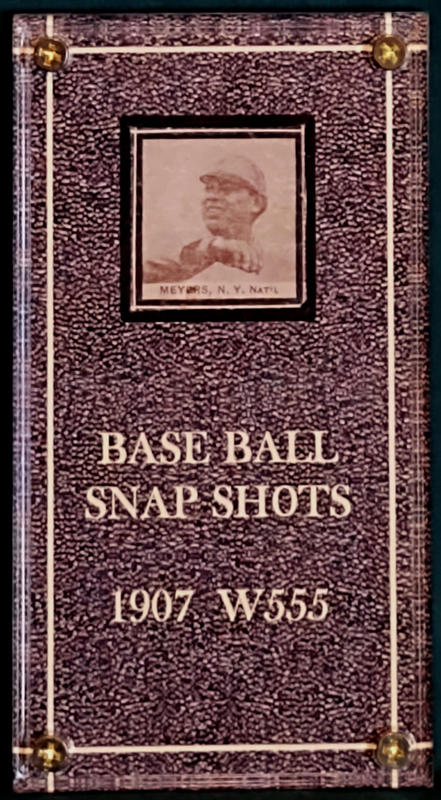 MEYERS, N. Y. NAT'L
BASE BALL
SNAP SHOTS
1907 W555